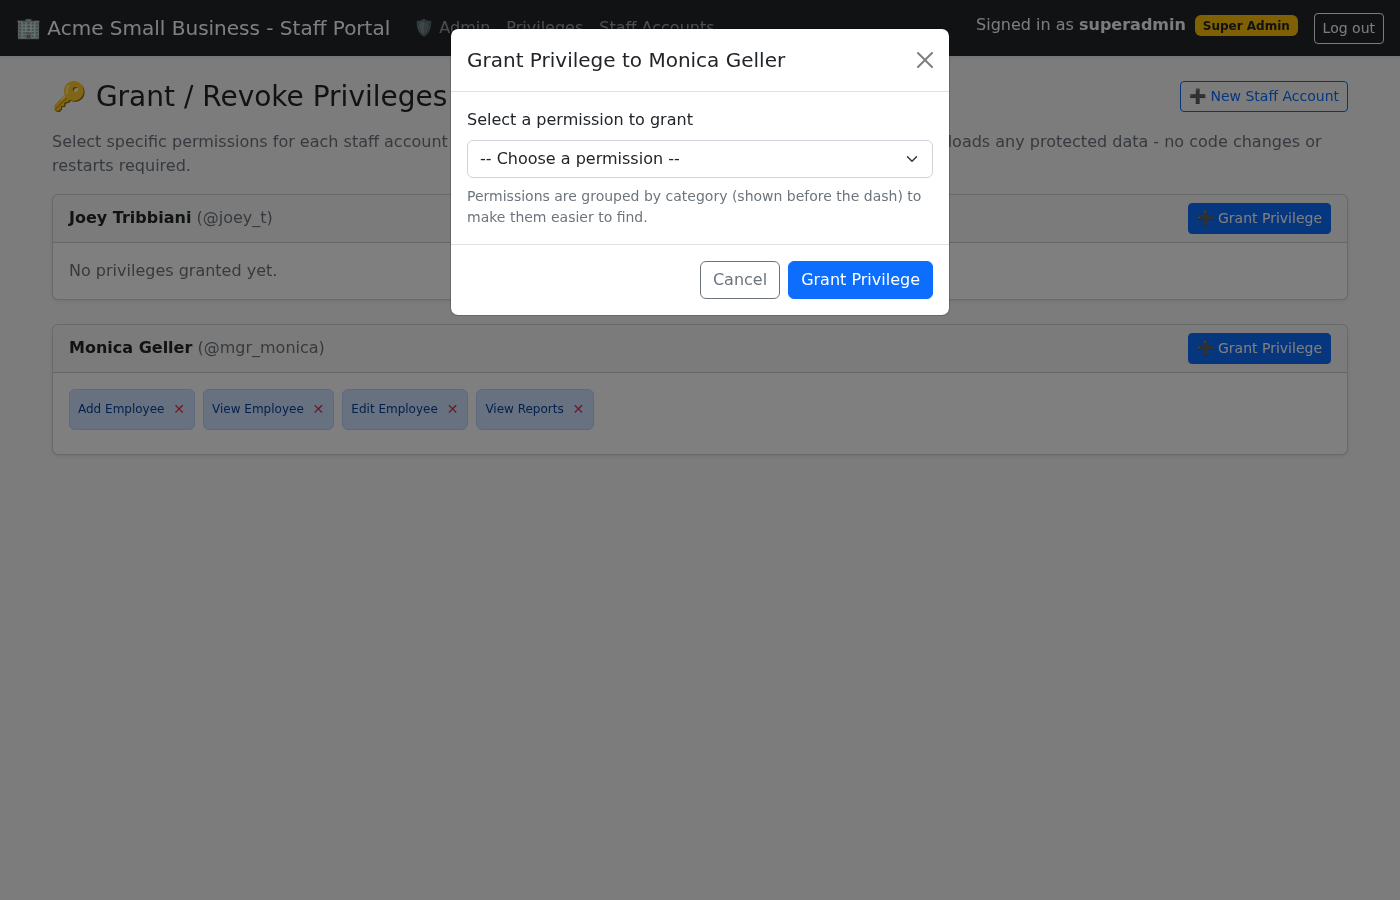 🏢 Acme Small Business - Staff Portal 🛡️ Admin Privileges Staff Accounts Signed in as superadmin Super Admin Log out
Grant Privilege to Monica Geller
🔑 Grant / Revoke Privileges
➕ New Staff Account
Select a permission to grant
Select specific permissions for each staff account
loads any protected data - no code changes or
restarts required.
-- Choose a permission --
Permissions are grouped by category (shown before the dash) to
make them easier to find.
Joey Tribbiani (@joey_t) ➕ Grant Privilege
No privileges granted yet.
Cancel Grant Privilege
Monica Geller (@mgr_monica) ➕ Grant Privilege
Add Employee ✕ View Employee ✕ Edit Employee ✕ View Reports ✕